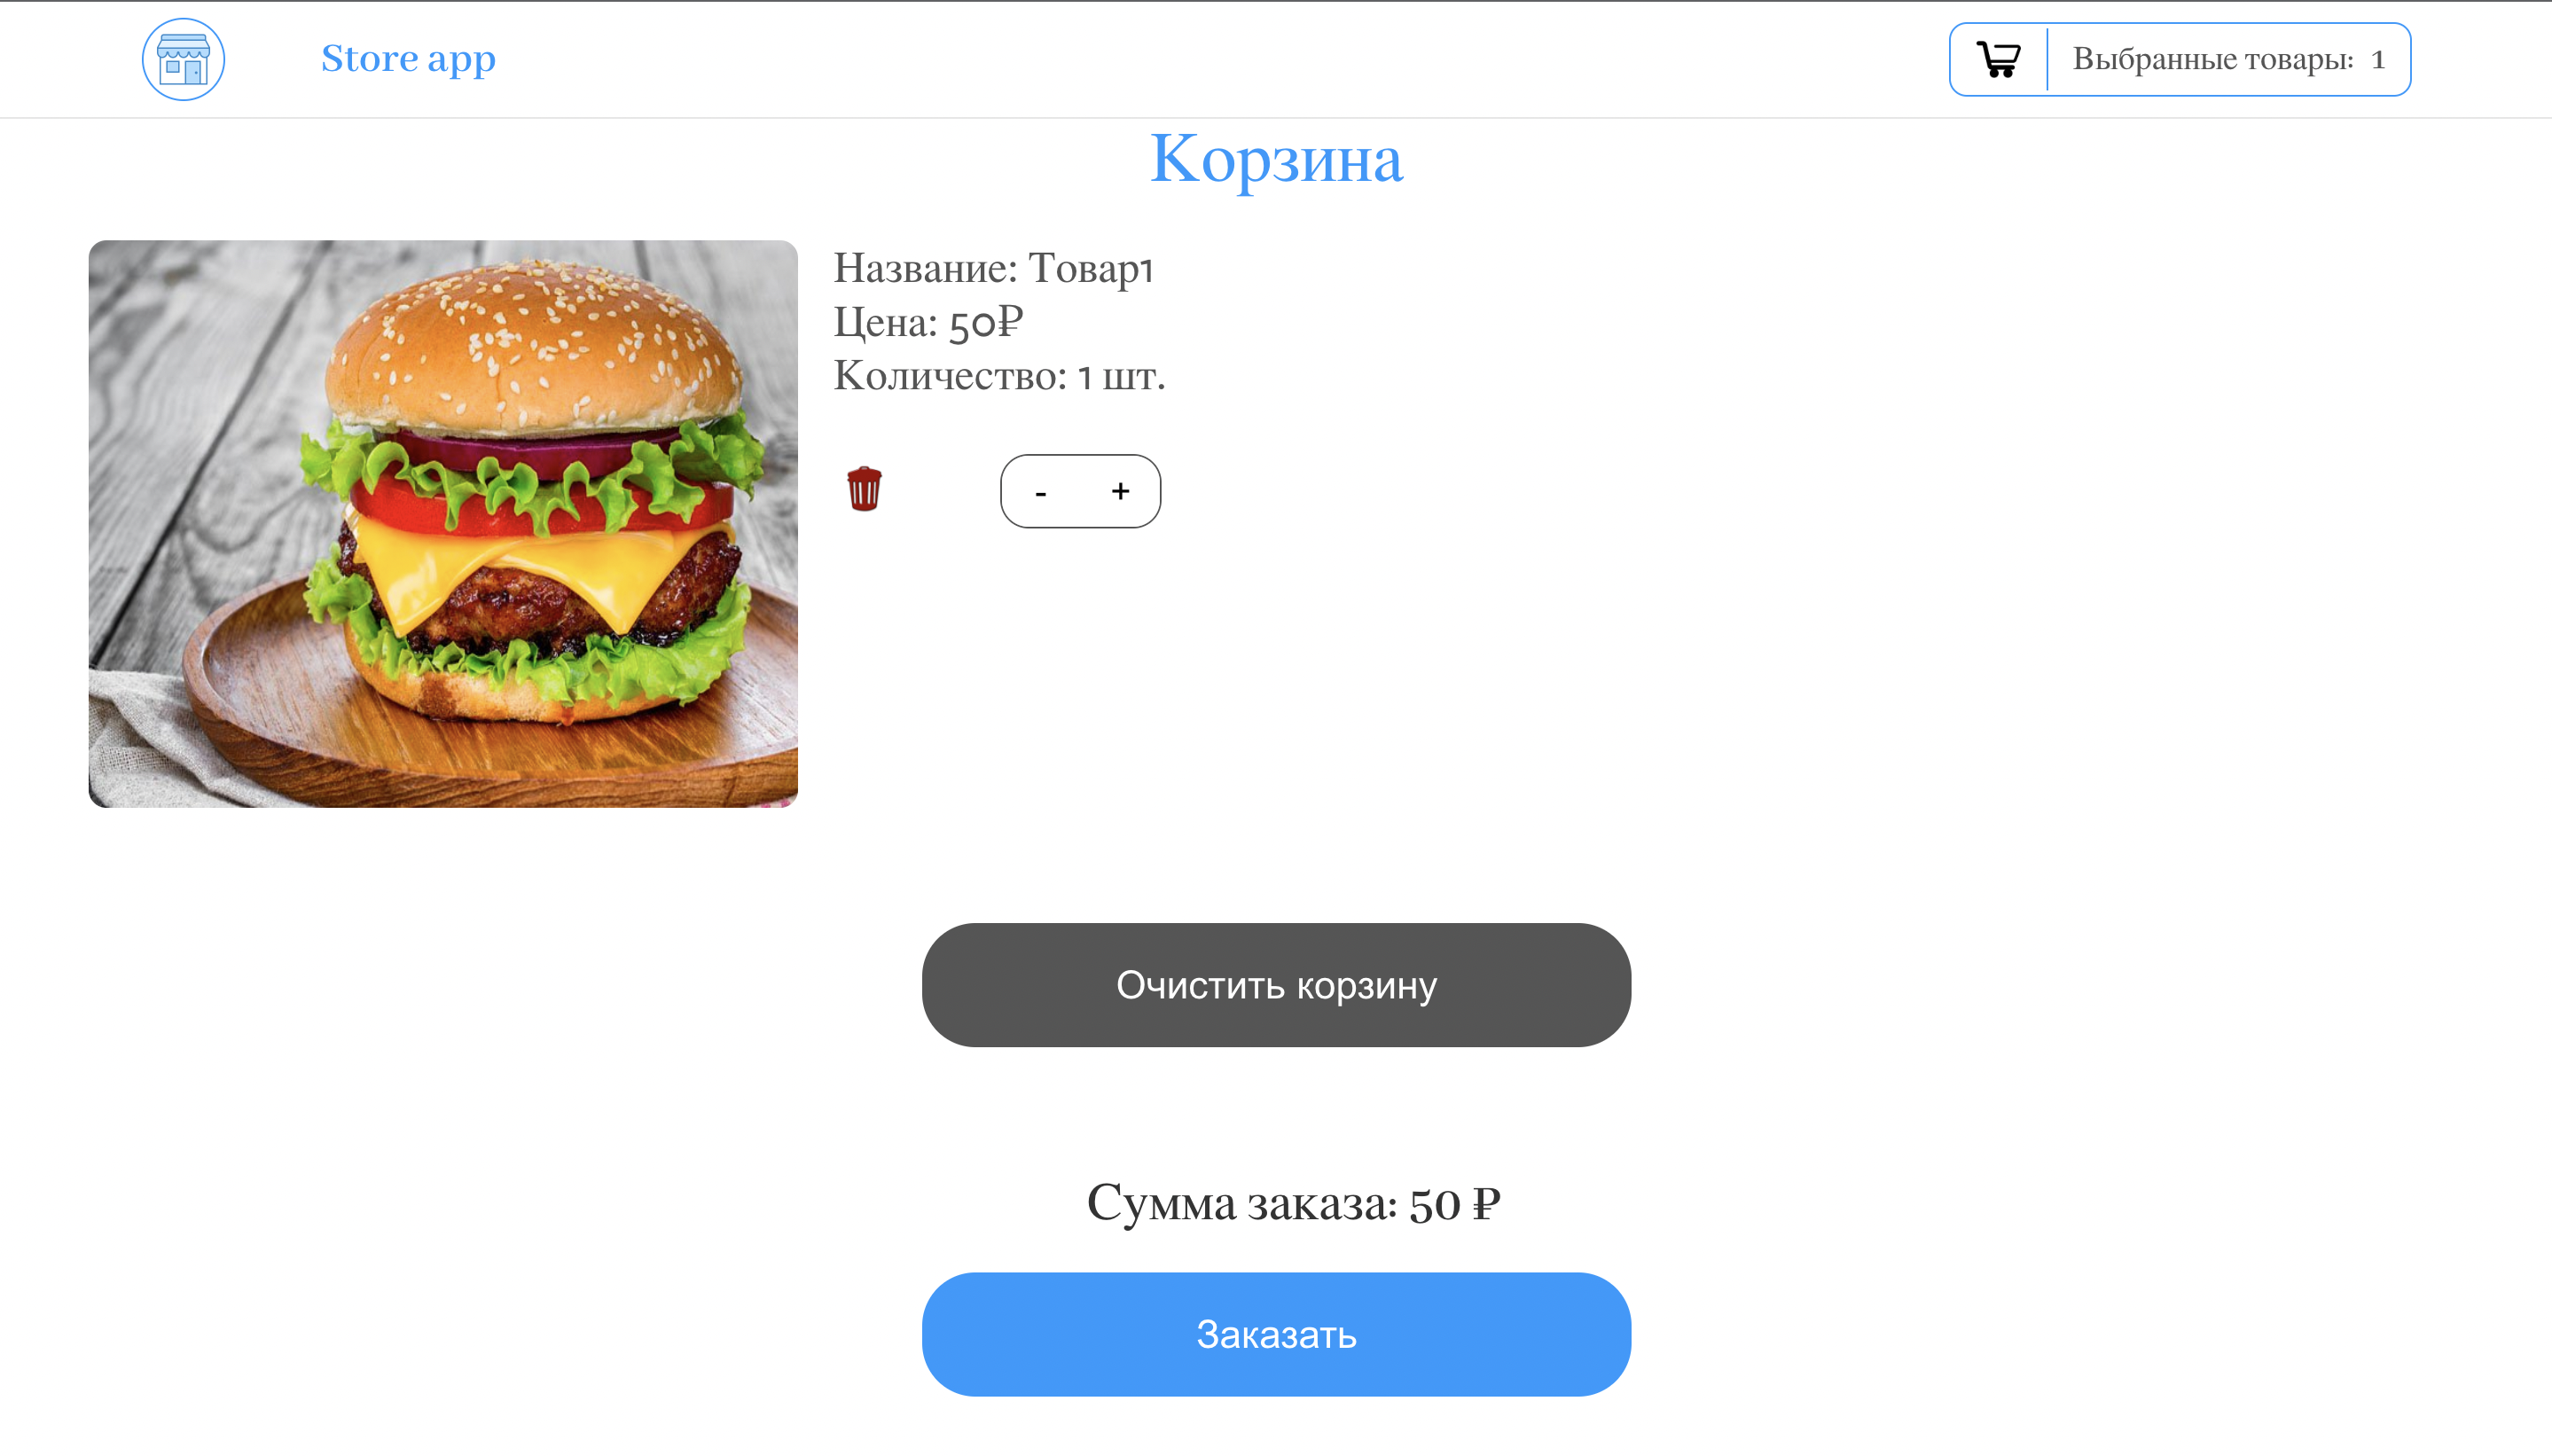 Store app
Выбранные товары: 1
Корзина
Название: Товар1
Цена: 50₽
Количество: 1 шт.
- +
Очистить корзину
Сумма заказа: 50 ₽
Заказать